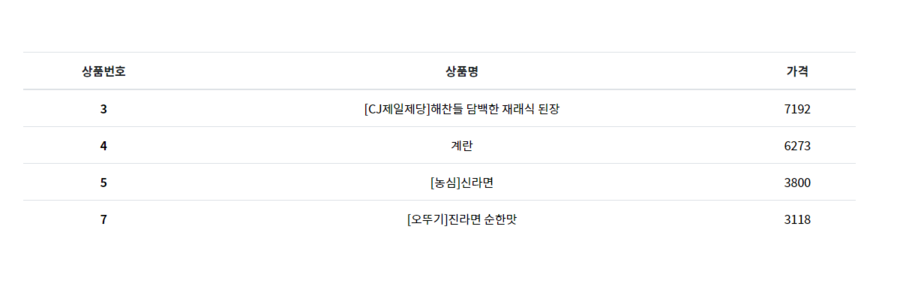 상품번호 상품명 가격
3 [CJ제일제당]해찬들 담백한 재래식 된장 7192
4 계란 6273
5 [농심]신라면 3800
7 [오뚜기]진라면 순한맛 3118